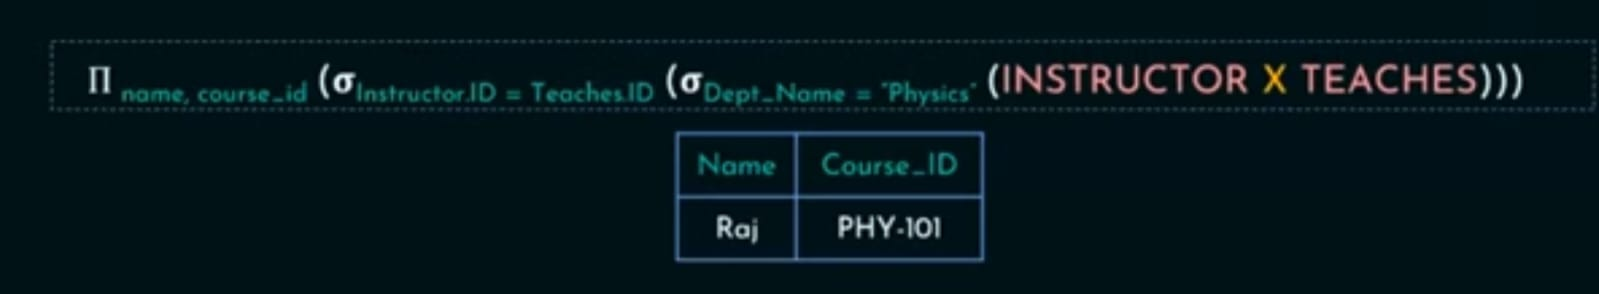 Π name, course_id (σInstructor.ID = Teaches.ID (σDept_Name = "Physics" (INSTRUCTOR X TEACHES)))
Name Course_ID
Raj PHY-101